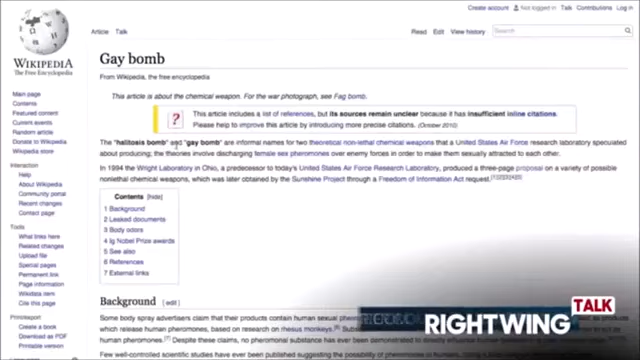 Create account Not logged in Talk Contributions Log in
Article Talk Read Edit View history Search
WIKIPEDIA
The Free Encyclopedia
Main page
Contents
Featured content
Current events
Random article
Donate to Wikipedia
Wikipedia store
Interaction
Help
About Wikipedia
Community portal
Recent changes
Contact page
Tools
What links here
Related changes
Upload file
Special pages
Permanent link
Page information
Wikidata item
Cite this page
Print/export
Create a book
Download as PDF
Printable version
Gay bomb
From Wikipedia, the free encyclopedia
This article is about the chemical weapon. For the war photograph, see Fag bomb.
This article includes a list of references, but its sources remain unclear because it has insufficient inline citations.
Please help to improve this article by introducing more precise citations. (October 2010)
The "halitosis bomb" and "gay bomb" are informal names for two theoretical non-lethal chemical weapons that a United States Air Force research laboratory speculated
about producing; the theories involve discharging female sex pheromones over enemy forces in order to make them sexually attracted to each other.
In 1994 the Wright Laboratory in Ohio, a predecessor to today's United States Air Force Research Laboratory, produced a three-page proposal on a variety of possible
nonlethal chemical weapons, which was later obtained by the Sunshine Project through a Freedom of Information Act request.
Contents [hide]
1 Background
2 Leaked documents
3 Body odors
4 Ig Nobel Prize awards
5 See also
6 References
7 External links
Background [edit]
Some body spray advertisers claim that their products contain human sexual
which release human pheromones, based on research on rhesus monkeys.
human pheromones. Despite these claims, no pheromonal substance has ever been demonstrated
Few well-controlled scientific studies have ever been published suggesting the possibility of
TALK
RIGHT WING